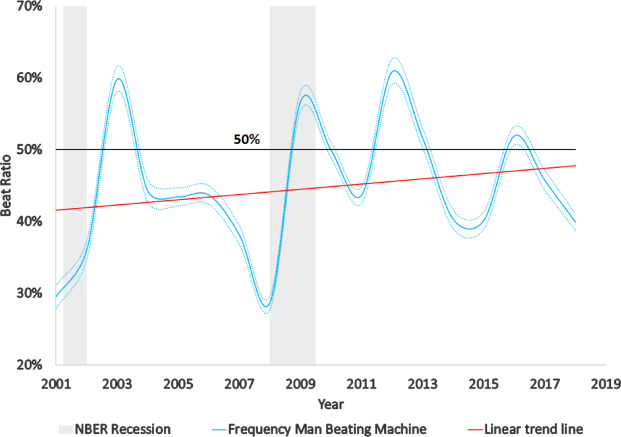 70%
60%
50%
50%
40%
30%
20%
Beat Ratio
2001 2003 2005 2007 2009 2011 2013 2015 2017 2019
Year
NBER Recession Frequency Man Beating Machine Linear trend line